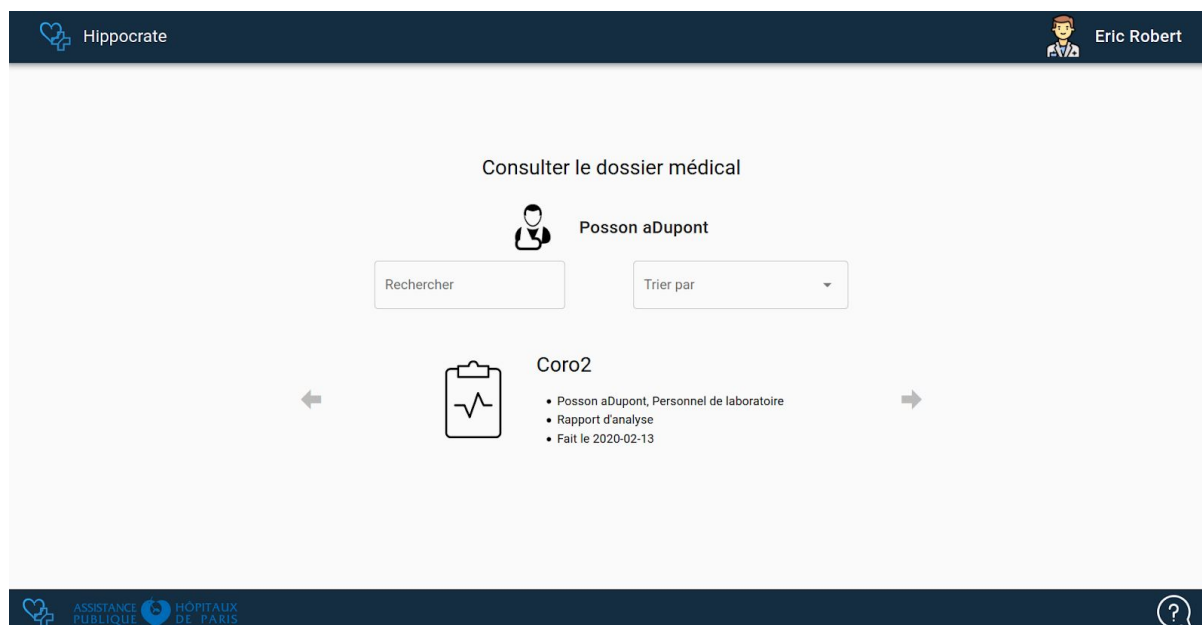 Hippocrate
Eric Robert
Consulter le dossier médical
Posson aDupont
Rechercher
Trier par
Coro2
• Posson aDupont, Personnel de laboratoire
• Rapport d'analyse
• Fait le 2020-02-13
ASSISTANCE HÔPITAUX
PUBLIQUE DE PARIS
?